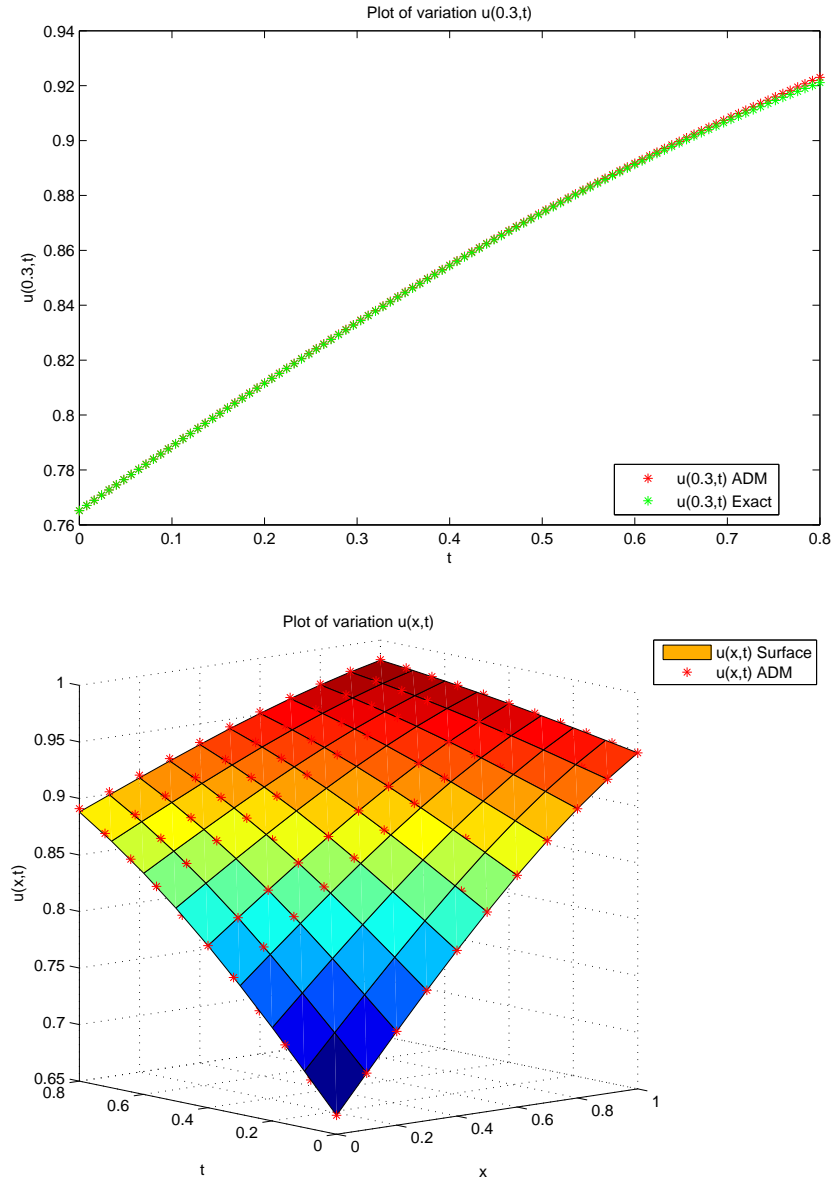 Plot of variation u(0.3,t)
0.94
0.92
0.9
0.88
0.86
0.84
0.82
0.8
0.78
0.76
u(0.3,t)
0 0.1 0.2 0.3 0.4 0.5 0.6 0.7 0.8
t
u(0.3,t) ADM
u(0.3,t) Exact
Plot of variation u(x,t)
u(x,t) Surface
u(x,t) ADM
1
0.95
0.9
0.85
0.8
0.75
0.7
0.65
u(x,t)
0.8 0.6 0.4 0.2 0
t
0 0.2 0.4 0.6 0.8 1
x